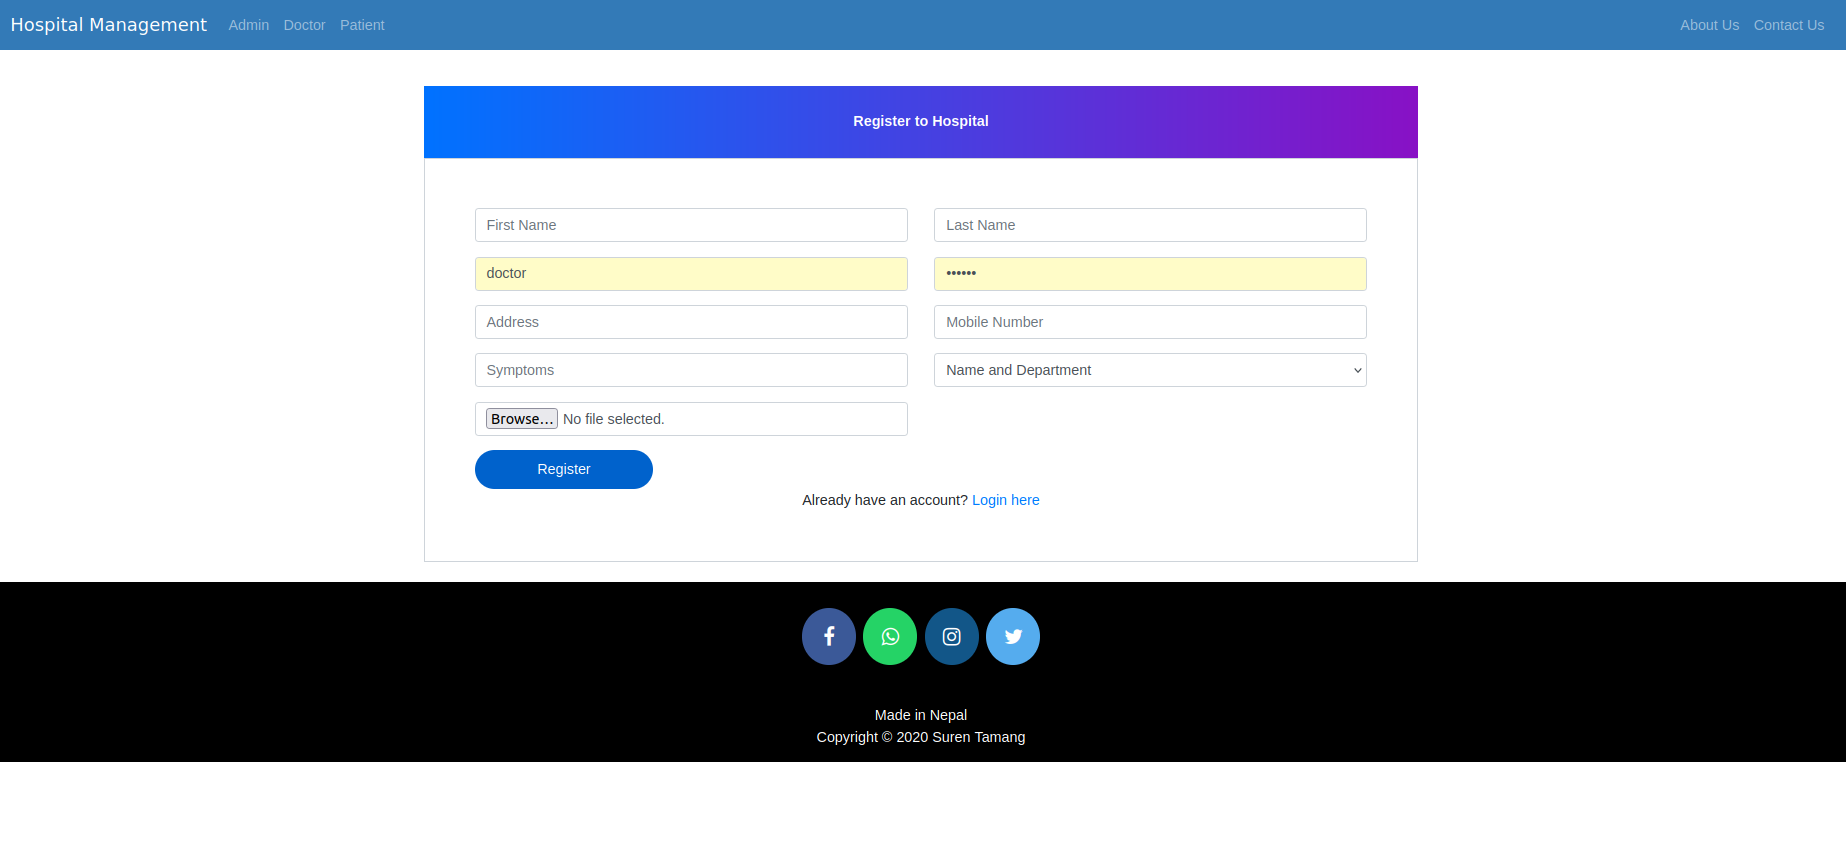 Hospital Management Admin Doctor Patient About Us Contact Us
Register to Hospital
First Name Last Name
doctor ••••••
Address Mobile Number
Symptoms Name and Department
Browse... No file selected.
Register
Already have an account? Login here
Made in Nepal
Copyright © 2020 Suren Tamang